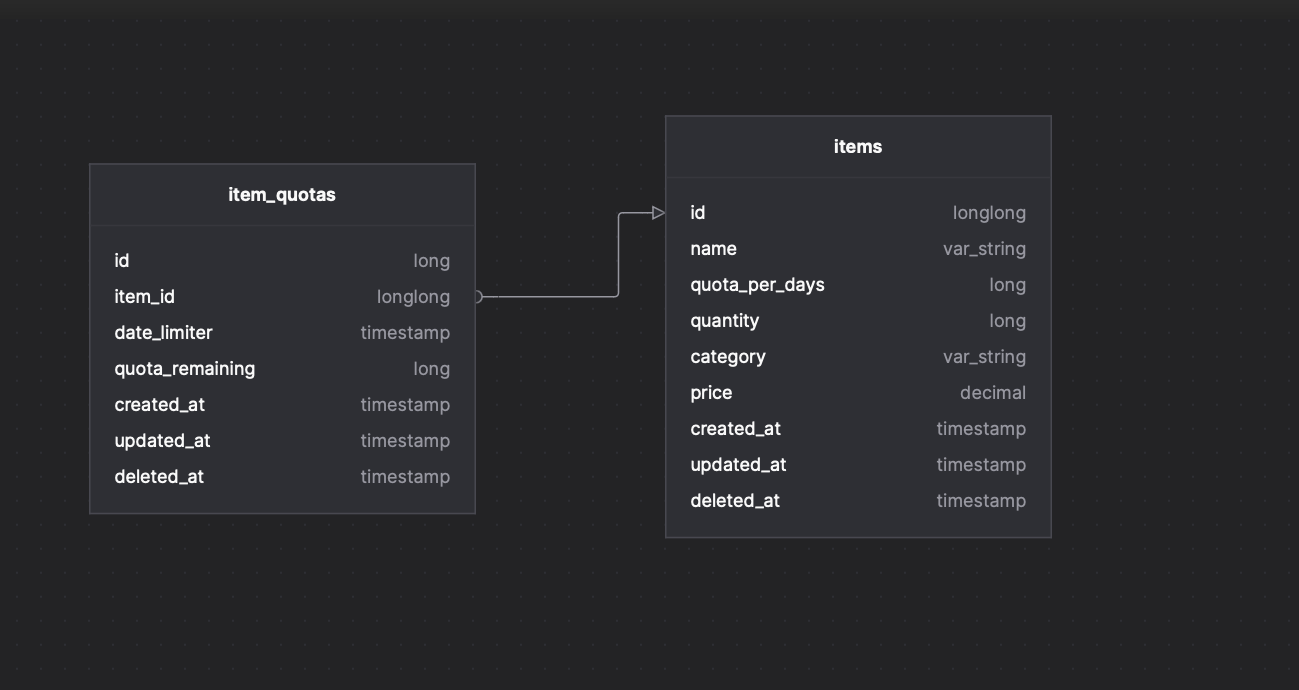 item_quotas
id long
item_id longlong
date_limiter timestamp
quota_remaining long
created_at timestamp
updated_at timestamp
deleted_at timestamp
items
id longlong
name var_string
quota_per_days long
quantity long
category var_string
price decimal
created_at timestamp
updated_at timestamp
deleted_at timestamp